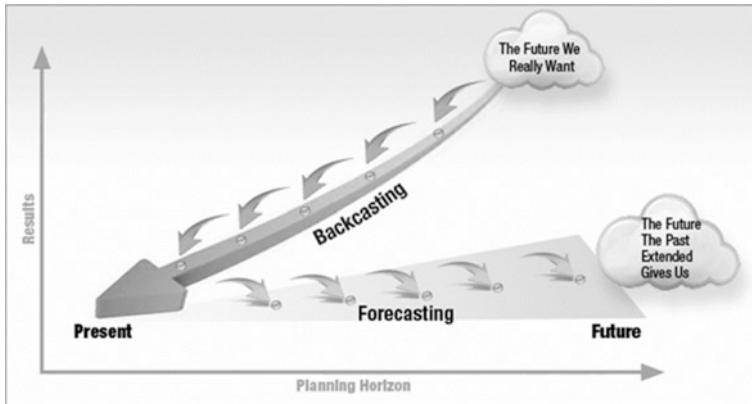 The Future We
Really Want
Results
Backcasting
The Future
The Past
Extended
Gives Us
Present
Forecasting
Future
Planning Horizon